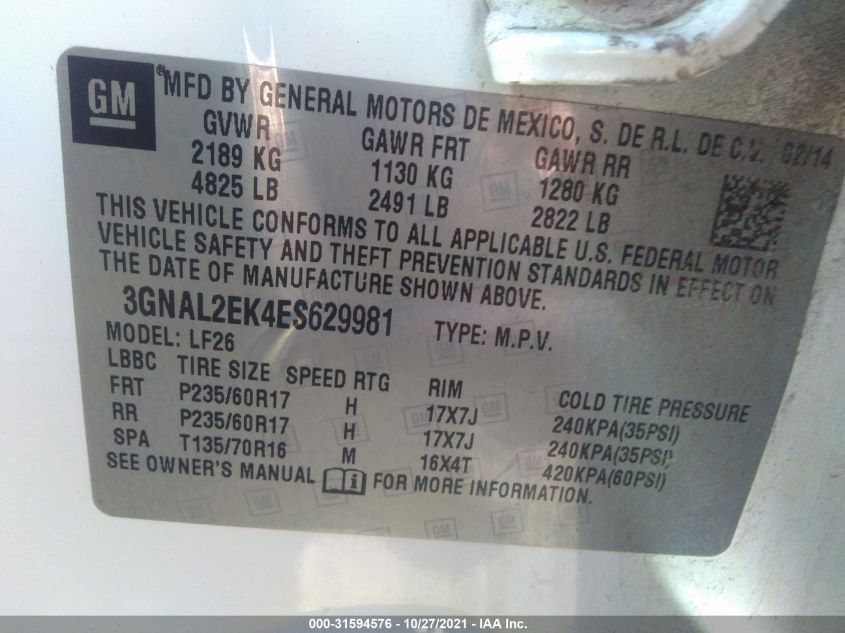 GM
MFD BY GENERAL MOTORS DE MEXICO, S. DE R.L. DE C.V. 02/14
GVWR GAWR FRT GAWR RR
2189 KG 1130 KG 1280 KG
4825 LB 2491 LB 2822 LB
THIS VEHICLE CONFORMS TO ALL APPLICABLE U.S. FEDERAL MOTOR
VEHICLE SAFETY AND THEFT PREVENTION STANDARDS IN EFFECT ON
THE DATE OF MANUFACTURE SHOWN ABOVE.
3GNAL2EK4ES629981 TYPE: M.P.V.
MODEL: LF26
LBBC TIRE SIZE SPEED RTG RIM COLD TIRE PRESSURE
FRT P235/60R17 H 17X7J 240KPA(35PSI)
RR P235/60R17 H 17X7J 240KPA(35PSI)
SPA T135/70R16 M 16X4T 420KPA(60PSI)
SEE OWNER'S MANUAL i FOR MORE INFORMATION.
000-31594576 - 10/27/2021 - IAA Inc.